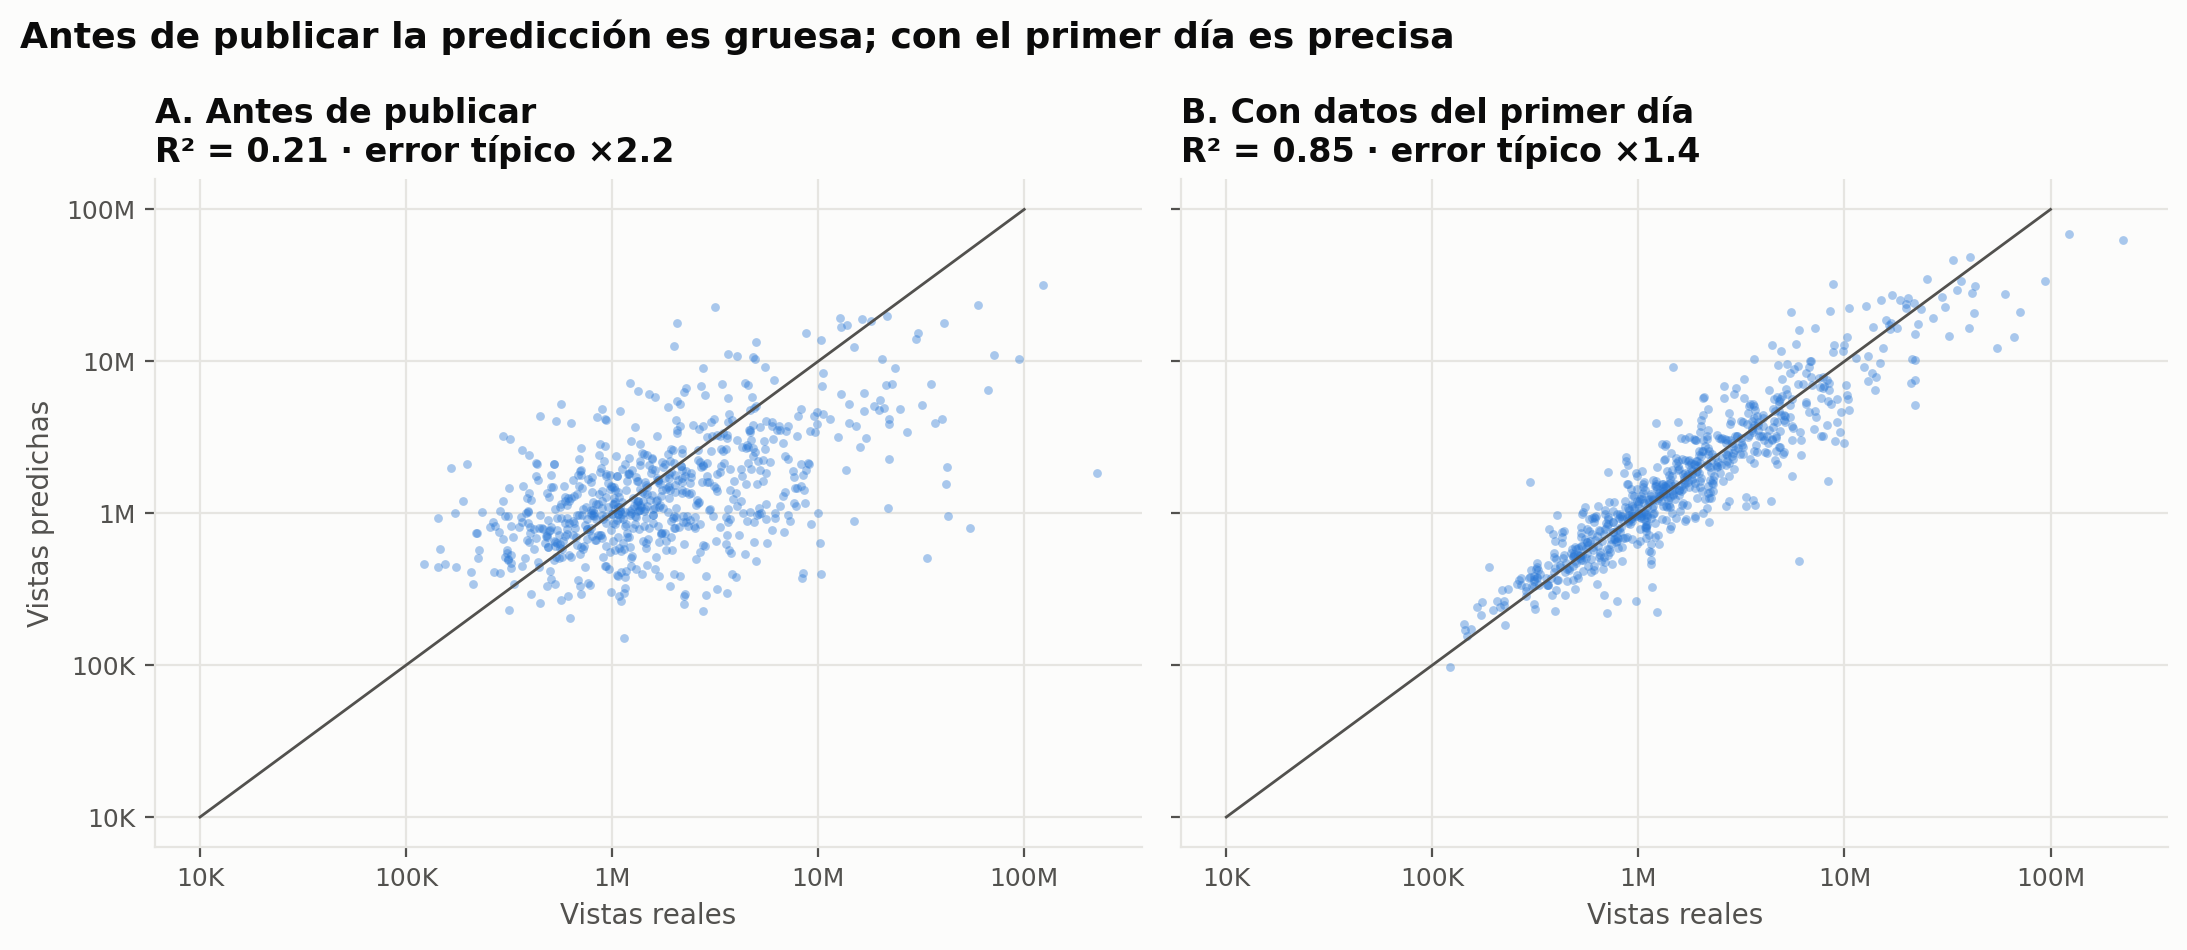 Antes de publicar la predicción es gruesa; con el primer día es precisa
A. Antes de publicar
R² = 0.21 · error típico ×2.2
B. Con datos del primer día
R² = 0.85 · error típico ×1.4
100M
10M
1M
100K
10K
Vistas predichas
10K
100K
1M
10M
100M
Vistas reales
10K
100K
1M
10M
100M
Vistas reales